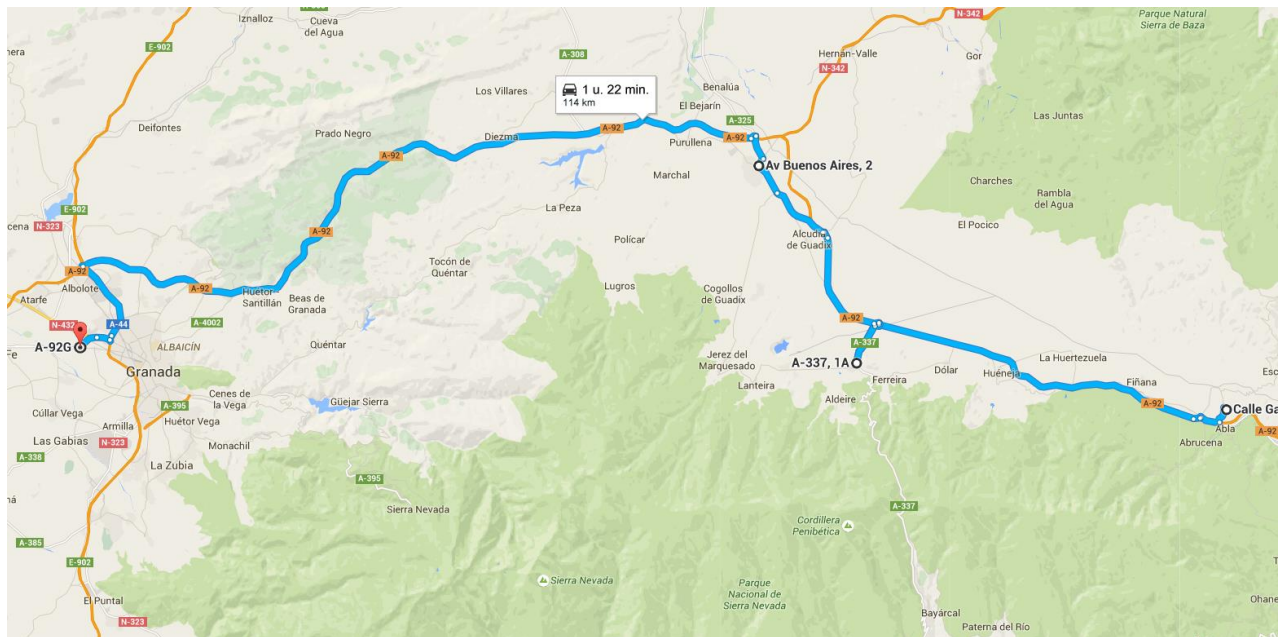 Iznalloz
Cueva
del Agua
N-342
Parque Natural
Sierra de Baza
E-902
A-308
Hernán-Valle
Gor
N-342
Los Villares
1 u. 22 min.
114 km
Benalúa
El Bejarín
Las Juntas
Deifontes
Prado Negro
Diezma
A-92
A-325
A-92
Purullena
A-92
Marchal
Av Buenos Aires, 2
Charches
Rambla
del Agua
E-902
N-323
La Peza
El Pocico
A-92
Polícar
Alcudia
de Guadix
Tocón de
Quéntar
A-92
Albolote
A-92
Huétor
Santillán
Beas de
Granada
Lugros
Cogollos
de Guadix
Atarfe
N-432
A-44
A-4002
A-92
A-92G
ALBAICÍN
Quéntar
A-337
Jerez del
Marquesado
A-337, 1A
La Huertezuela
Granada
Lanteira
Ferreira
Dólar
Huéneja
Fiñana
Cenes de
la Vega
Güejar Sierra
Aldeire
A-92
Calle Ga
A-395
Cúllar Vega
Armilla
Huétor Vega
Abla
A-92
Las Gabias
N-323
Monachil
Abrucena
A-338
La Zubia
A-395
Sierra Nevada
A-337
Cordillera
Penibética
A-385
E-902
Sierra Nevada
Parque
Nacional de
Sierra Nevada
El Puntal
N-323
Bayárcal
Paterna del Río
Ohane